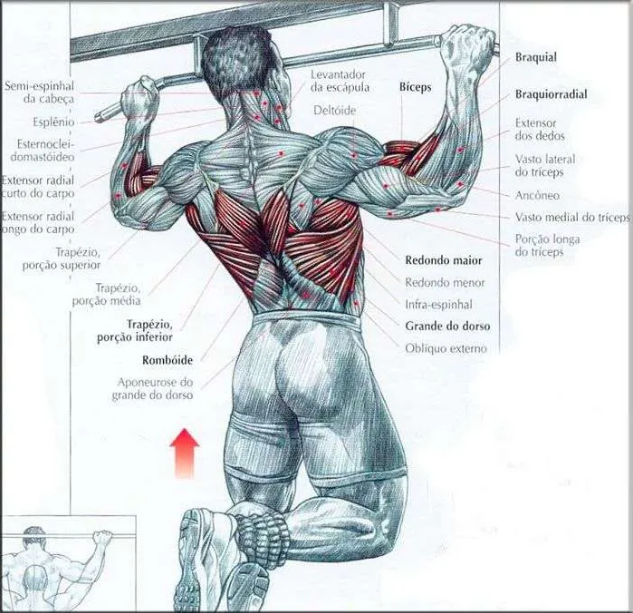 Semi-espinhal
da cabeça
Esplênio
Esternoclei-
domastóideo
Extensor radial
curto do carpo
Extensor radial
ongo do carpo
Trapézio,
porção superior
Trapézio,
porção média
Trapézio,
porção inferior
Rombóide
Aponeurose do
grande do dorso
Levantador
da escápula
Deltóide
Bíceps
Braquial
Braquiorradial
Extensor
dos dedos
Vasto lateral
do tríceps
Ancôneo
Vasto medial do tríceps
Porção longa
do tríceps
Redondo maior
Redondo menor
Infra-espinhal
Grande do dorso
Oblíquo externo